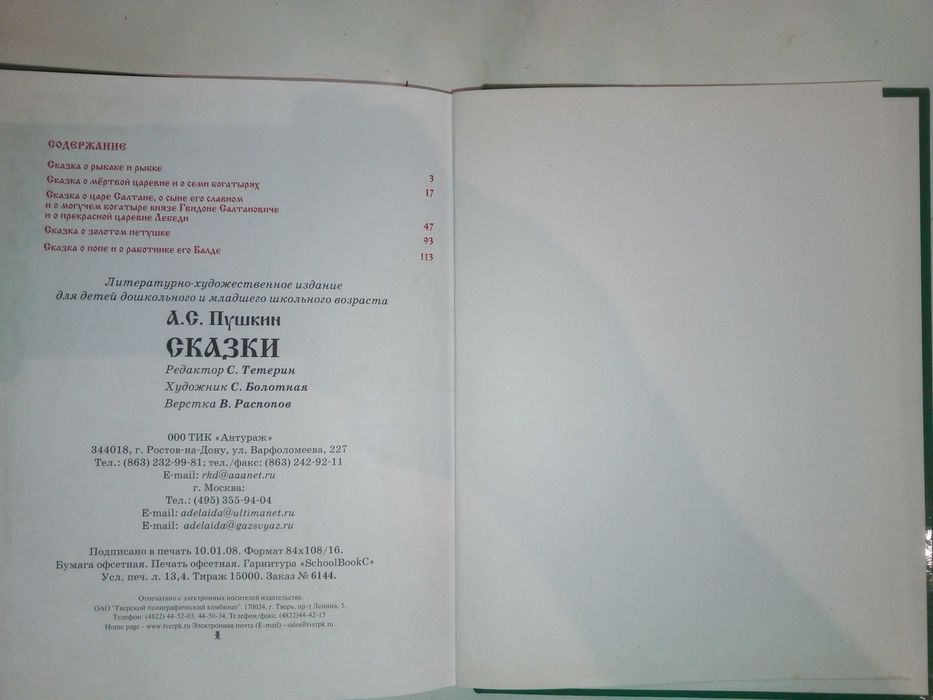 СОДЕРЖАНИЕ
Сказка о рыбаке и рыбке 3
Сказка о мёртвой царевне и о семи богатырях 17
Сказка о царе Салтане, о сыне его славном
и о могучем богатыре князе Гвидоне Салтановиче
и о прекрасной царевне Лебеди 47
Сказка о золотом петушке 93
Сказка о попе и о работнике его Балде 113
Литературно-художественное издание
для детей дошкольного и младшего школьного возраста
А.С. Пушкин
СКАЗКИ
Редактор С. Тетерин
Художник С. Болотная
Верстка В. Распопов
ООО ТИК «Антураж»
344018, г. Ростов-на-Дону, ул. Варфоломеева, 227
Тел.: (863) 232-99-81; тел./факс: (863) 242-92-11
E-mail: rkd@aaanet.ru
г. Москва:
Тел.: (495) 355-94-04
E-mail: adelaida@ultimanet.ru
E-mail: adelaida@gazsvyaz.ru
Подписано в печать 10.01.08. Формат 84х108/16.
Бумага офсетная. Печать офсетная. Гарнитура «SchoolBookC»
Усл. печ. л. 13,4. Тираж 15000. Заказ № 6144.
Отпечатано с электронных носителей издательства.
ОАО "Тверской полиграфический комбинат". 170024, г. Тверь, пр-т Ленина, 5.
Телефон: (4822) 44-52-03, 44-50-34, Телефон/факс: (4822)44-42-15
Home page - www.tverpk.ru Электронная почта (E-mail) - sales@tverpk.ru